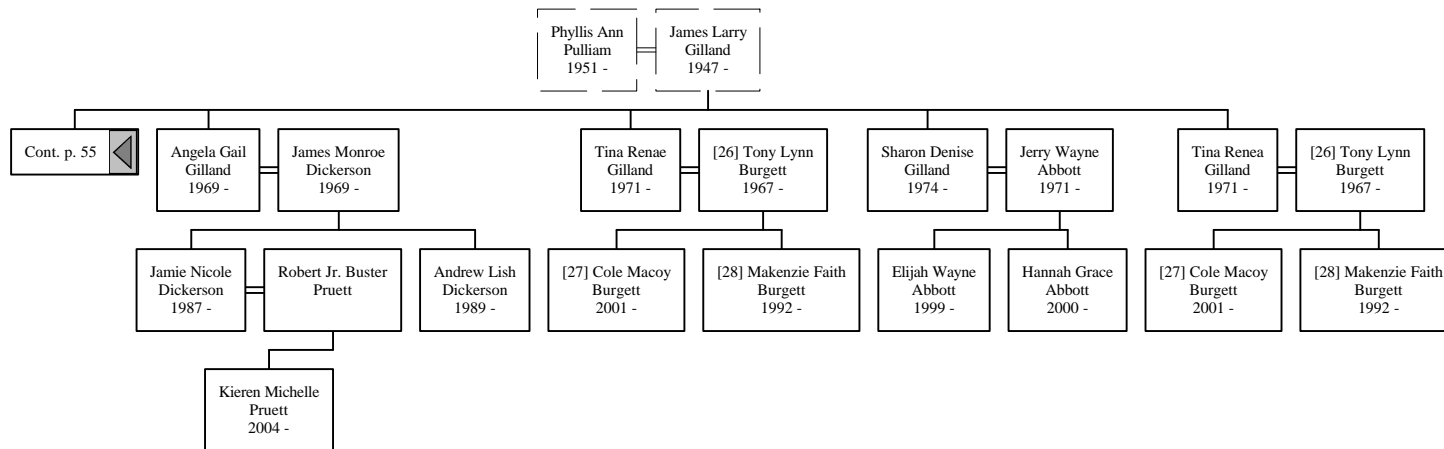 Phyllis Ann
Pulliam
1951 -
James Larry
Gilland
1947 -
Cont. p. 55
Angela Gail
Gilland
1969 -
James Monroe
Dickerson
1969 -
Tina Renae
Gilland
1971 -
[26] Tony Lynn
Burgett
1967 -
Sharon Denise
Gilland
1974 -
Jerry Wayne
Abbott
1971 -
Tina Renea
Gilland
1971 -
[26] Tony Lynn
Burgett
1967 -
Jamie Nicole
Dickerson
1987 -
Robert Jr. Buster
Pruett
Andrew Lish
Dickerson
1989 -
[27] Cole Macoy
Burgett
2001 -
[28] Makenzie Faith
Burgett
1992 -
Elijah Wayne
Abbott
1999 -
Hannah Grace
Abbott
2000 -
[27] Cole Macoy
Burgett
2001 -
[28] Makenzie Faith
Burgett
1992 -
Kieren Michelle
Pruett
2004 -